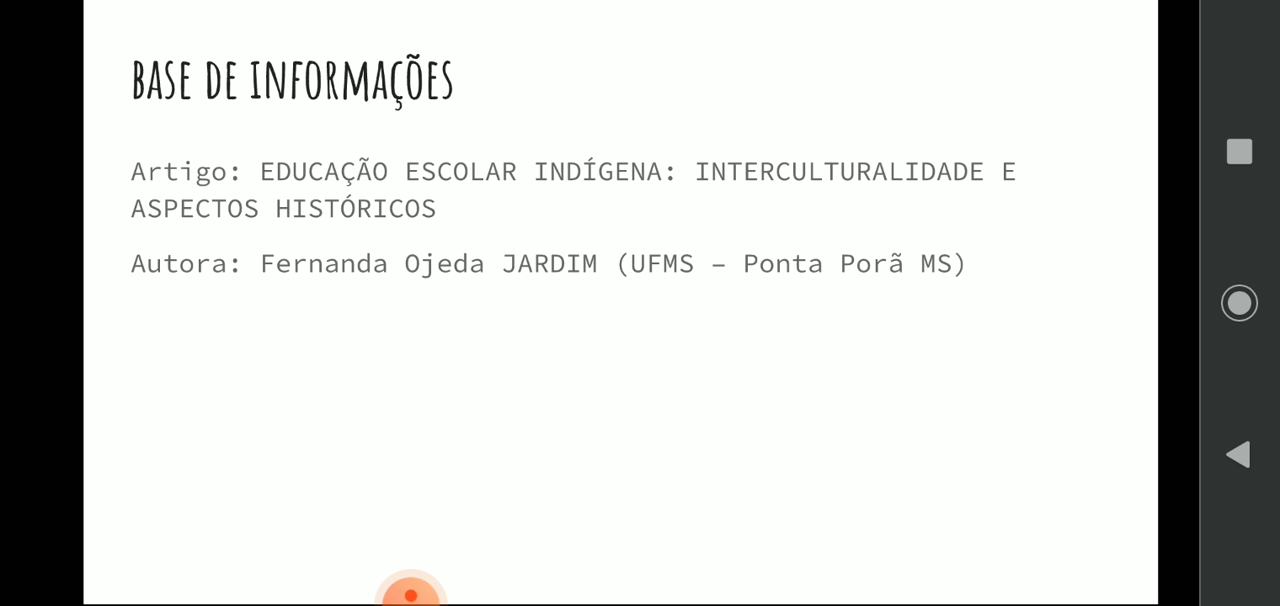 BASE DE INFORMAÇÕES
Artigo: EDUCAÇÃO ESCOLAR INDÍGENA: INTERCULTURALIDADE E
ASPECTOS HISTÓRICOS
Autora: Fernanda Ojeda JARDIM (UFMS – Ponta Porã MS)